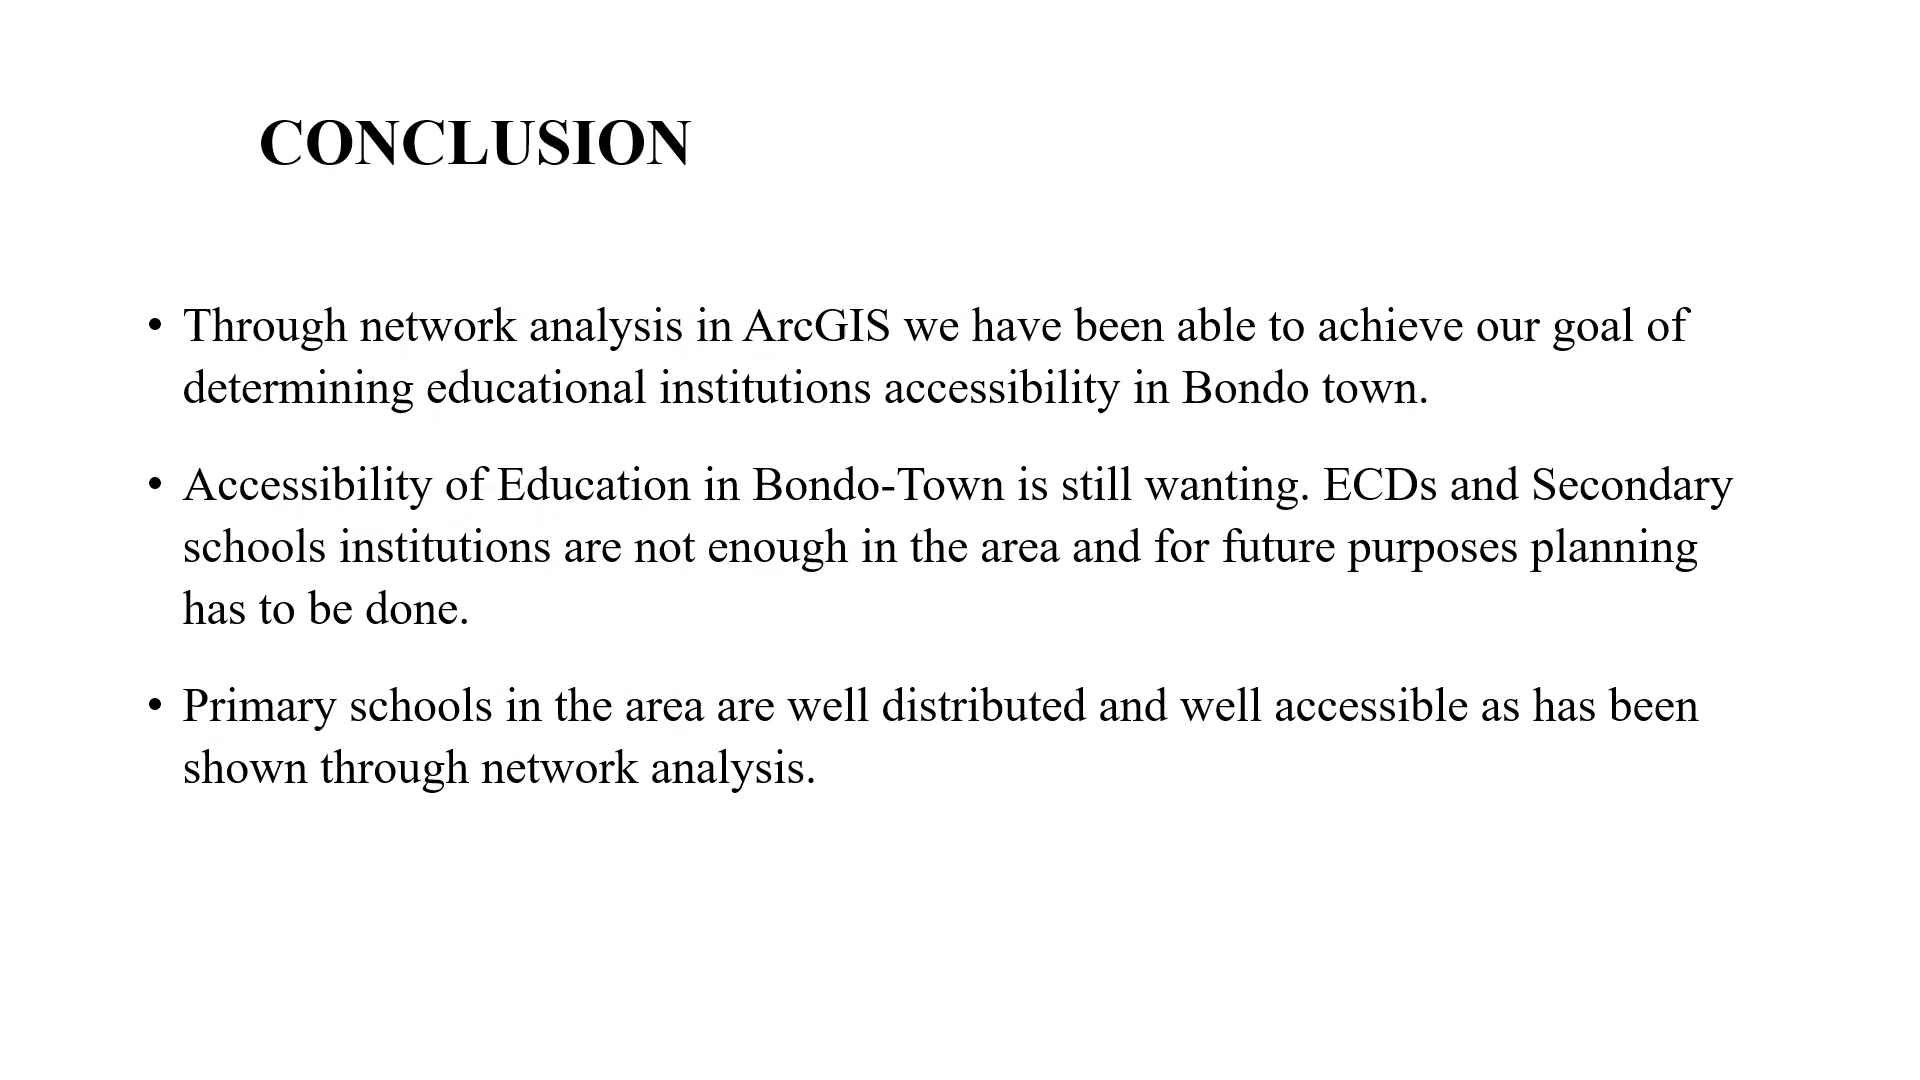 CONCLUSION
• Through network analysis in ArcGIS we have been able to achieve our goal of
determining educational institutions accessibility in Bondo town.
• Accessibility of Education in Bondo-Town is still wanting. ECDs and Secondary
schools institutions are not enough in the area and for future purposes planning
has to be done.
• Primary schools in the area are well distributed and well accessible as has been
shown through network analysis.